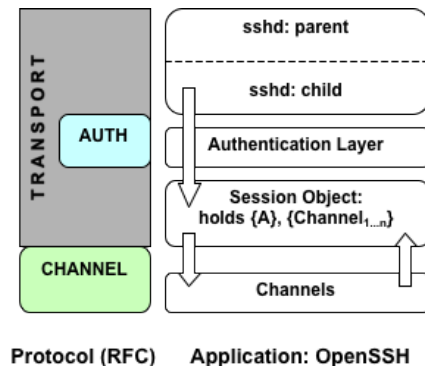 TRANSPORT
AUTH
CHANNEL
Protocol (RFC)
sshd: parent
sshd: child
Authentication Layer
Session Object:
holds {A}, {Channel1...n}
Channels
Application: OpenSSH